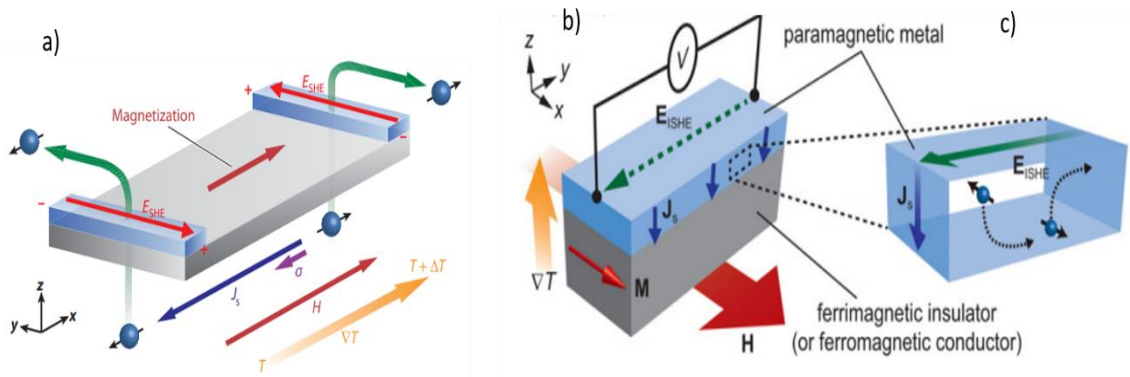 a)
E_SHE
+
−
Magnetization
−
E_SHE
+
σ
J_s
H
T + ΔT
∇T
T
z
y
x
b)
z
y
x
V
E_ISHE
J_s
∇T
M
H
c)
paramagnetic metal
E_ISHE
J_s
ferrimagnetic insulator
(or ferromagnetic conductor)